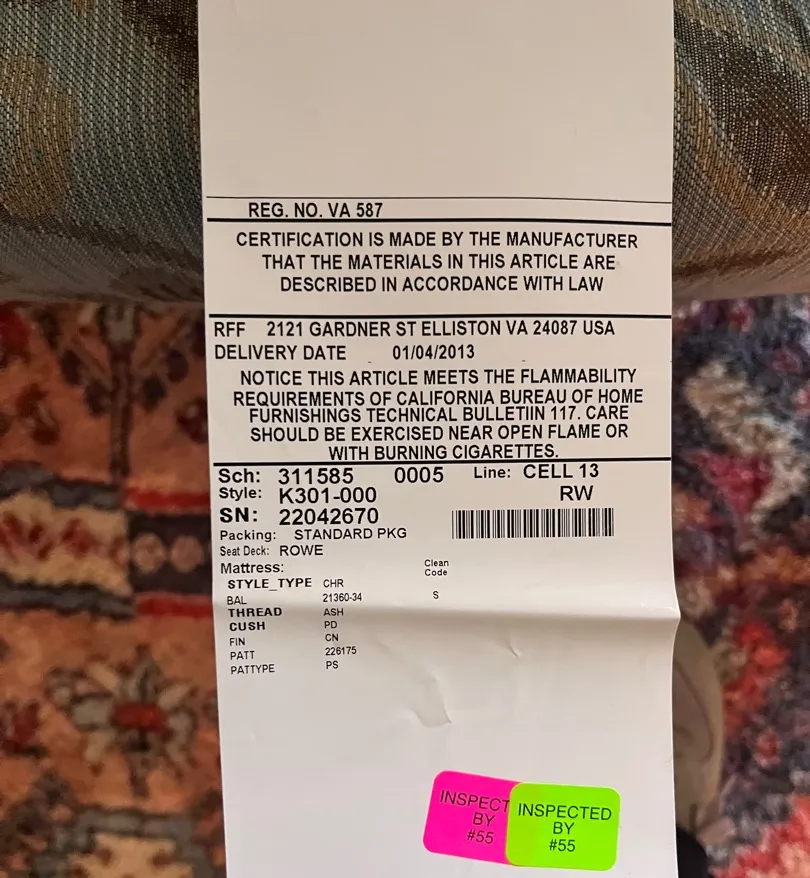 REG. NO. VA 587
CERTIFICATION IS MADE BY THE MANUFACTURER
THAT THE MATERIALS IN THIS ARTICLE ARE
DESCRIBED IN ACCORDANCE WITH LAW
RFF 2121 GARDNER ST ELLISTON VA 24087 USA
DELIVERY DATE 01/04/2013
NOTICE THIS ARTICLE MEETS THE FLAMMABILITY
REQUIREMENTS OF CALIFORNIA BUREAU OF HOME
FURNISHINGS TECHNICAL BULLETIIN 117. CARE
SHOULD BE EXERCISED NEAR OPEN FLAME OR
WITH BURNING CIGARETTES.
Sch: 311585 0005 Line: CELL 13
Style: K301-000 RW
SN: 22042670
Packing: STANDARD PKG
Seat Deck: ROWE
Mattress: Clean
Code
STYLE_TYPE CHR
BAL 21360-34 S
THREAD ASH
CUSH PD
FIN CN
PATT 226175
PATTYPE PS
INSPECT
BY
#55
INSPECTED
BY
#55